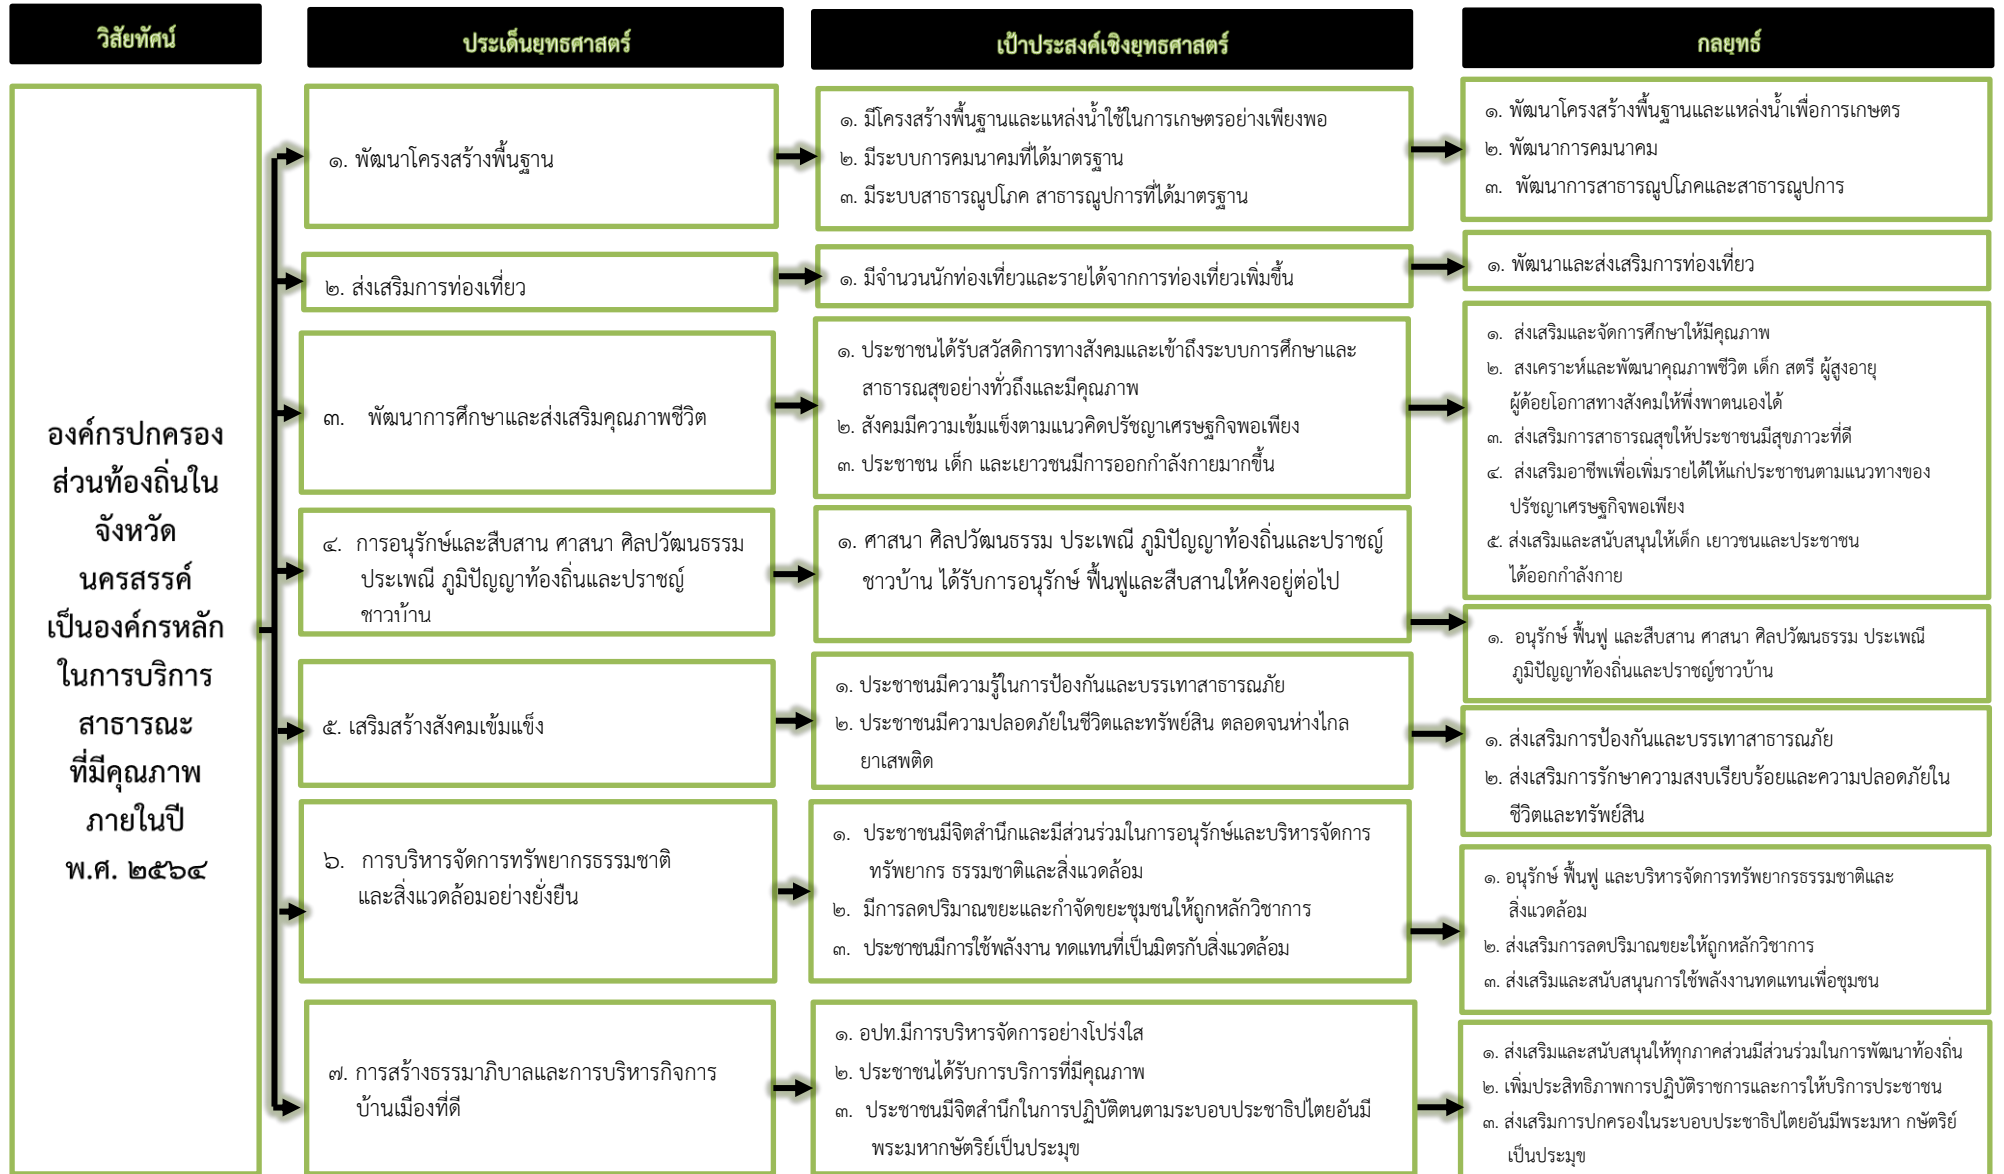 วิสัยทัศน์
ประเด็นยุทธศาสตร์
เป้าประสงค์เชิงยุทธศาสตร์
กลยุทธ์
องค์กรปกครอง
ส่วนท้องถิ่นใน
จังหวัด
นครสรรค์
เป็นองค์กรหลัก
ในการบริการ
สาธารณะ
ที่มีคุณภาพ
ภายในปี
พ.ศ. ๒๕๖๔
๑. พัฒนาโครงสร้างพื้นฐาน
๑. มีโครงสร้างพื้นฐานและแหล่งน้ำใช้ในการเกษตรอย่างเพียงพอ
๒. มีระบบการคมนาคมที่ได้มาตรฐาน
๓. มีระบบสาธารณูปโภค สาธารณูปการที่ได้มาตรฐาน
๑. พัฒนาโครงสร้างพื้นฐานและแหล่งน้ำเพื่อการเกษตร
๒. พัฒนาการคมนาคม
๓. พัฒนาการสาธารณูปโภคและสาธารณูปการ
๒. ส่งเสริมการท่องเที่ยว
๑. มีจำนวนนักท่องเที่ยวและรายได้จากการท่องเที่ยวเพิ่มขึ้น
๑. พัฒนาและส่งเสริมการท่องเที่ยว
๓. พัฒนาการศึกษาและส่งเสริมคุณภาพชีวิต
๑. ประชาชนได้รับสวัสดิการทางสังคมและเข้าถึงระบบการศึกษาและ
สาธารณสุขอย่างทั่วถึงและมีคุณภาพ
๒. สังคมมีความเข้มแข็งตามแนวคิดปรัชญาเศรษฐกิจพอเพียง
๓. ประชาชน เด็ก และเยาวชนมีการออกกำลังกายมากขึ้น
๑. ส่งเสริมและจัดการศึกษาให้มีคุณภาพ
๒. สงเคราะห์และพัฒนาคุณภาพชีวิต เด็ก สตรี ผู้สูงอายุ
ผู้ด้อยโอกาสทางสังคมให้พึ่งพาตนเองได้
๓. ส่งเสริมการสาธารณสุขให้ประชาชนมีสุขภาวะที่ดี
๔. ส่งเสริมอาชีพเพื่อเพิ่มรายได้ให้แก่ประชาชนตามแนวทางของ
ปรัชญาเศรษฐกิจพอเพียง
๕. ส่งเสริมและสนับสนุนให้เด็ก เยาวชนและประชาชน
ได้ออกกำลังกาย
๔. การอนุรักษ์และสืบสาน ศาสนา ศิลปวัฒนธรรม
ประเพณี ภูมิปัญญาท้องถิ่นและปราชญ์
ชาวบ้าน
๑. ศาสนา ศิลปวัฒนธรรม ประเพณี ภูมิปัญญาท้องถิ่นและปราชญ์
ชาวบ้าน ได้รับการอนุรักษ์ ฟื้นฟูและสืบสานให้คงอยู่ต่อไป
๑. อนุรักษ์ ฟื้นฟู และสืบสาน ศาสนา ศิลปวัฒนธรรม ประเพณี
ภูมิปัญญาท้องถิ่นและปราชญ์ชาวบ้าน
๕. เสริมสร้างสังคมเข้มแข็ง
๑. ประชาชนมีความรู้ในการป้องกันและบรรเทาสาธารณภัย
๒. ประชาชนมีความปลอดภัยในชีวิตและทรัพย์สิน ตลอดจนห่างไกล
ยาเสพติด
๑. ส่งเสริมการป้องกันและบรรเทาสาธารณภัย
๒. ส่งเสริมการรักษาความสงบเรียบร้อยและความปลอดภัยใน
ชีวิตและทรัพย์สิน
๖. การบริหารจัดการทรัพยากรธรรมชาติ
และสิ่งแวดล้อมอย่างยั่งยืน
๑. ประชาชนมีจิตสำนึกและมีส่วนร่วมในการอนุรักษ์และบริหารจัดการ
ทรัพยากร ธรรมชาติและสิ่งแวดล้อม
๒. มีการลดปริมาณขยะและกำจัดขยะชุมชนให้ถูกหลักวิชาการ
๓. ประชาชนมีการใช้พลังงาน ทดแทนที่เป็นมิตรกับสิ่งแวดล้อม
๑. อนุรักษ์ ฟื้นฟู และบริหารจัดการทรัพยากรธรรมชาติและ
สิ่งแวดล้อม
๒. ส่งเสริมการลดปริมาณขยะให้ถูกหลักวิชาการ
๓. ส่งเสริมและสนับสนุนการใช้พลังงานทดแทนเพื่อชุมชน
๗. การสร้างธรรมาภิบาลและการบริหารกิจการ
บ้านเมืองที่ดี
๑. อปท.มีการบริหารจัดการอย่างโปร่งใส
๒. ประชาชนได้รับการบริการที่มีคุณภาพ
๓. ประชาชนมีจิตสำนึกในการปฏิบัติตนตามระบอบประชาธิปไตยอันมี
พระมหากษัตริย์เป็นประมุข
๑. ส่งเสริมและสนับสนุนให้ทุกภาคส่วนมีส่วนร่วมในการพัฒนาท้องถิ่น
๒. เพิ่มประสิทธิภาพการปฏิบัติราชการและการให้บริการประชาชน
๓. ส่งเสริมการปกครองในระบอบประชาธิปไตยอันมีพระมหา กษัตริย์
เป็นประมุข